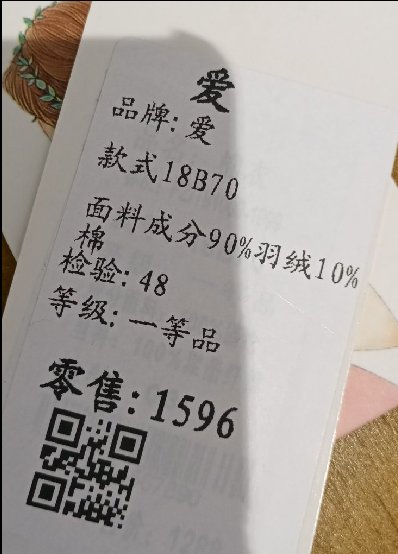 爱
品牌:爱
款式18B70
面料成分90%羽绒10%
棉
检验:48
等级:一等品
零售:1596